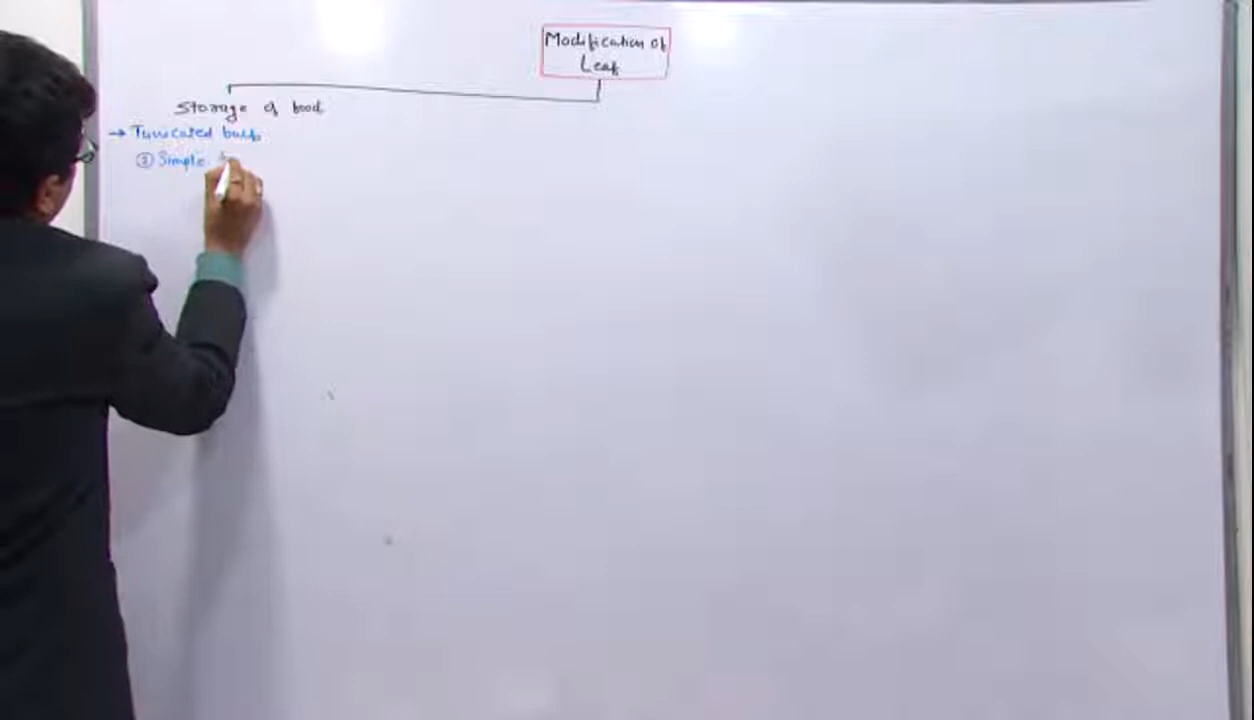 Modification of
Leaf
Storage of food
→ Tunicated bulb
① Simple